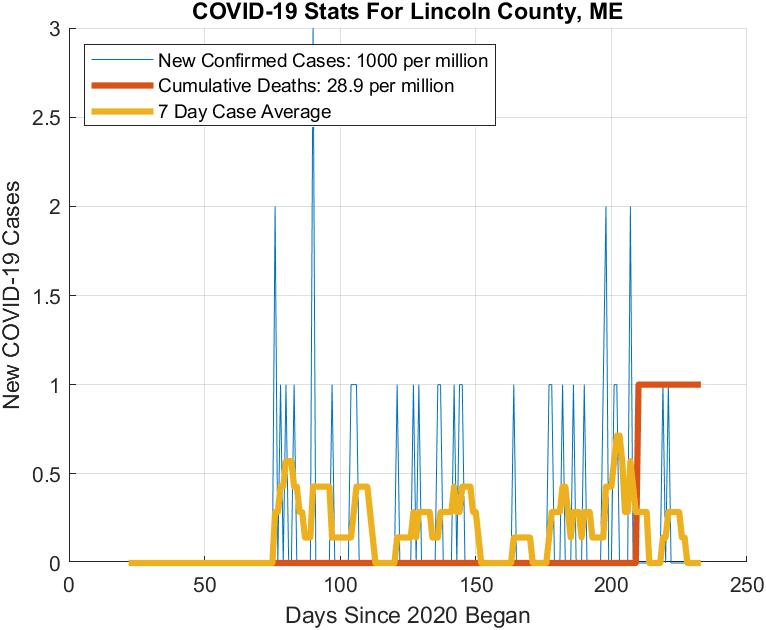 COVID-19 Stats For Lincoln County, ME
New Confirmed Cases: 1000 per million
Cumulative Deaths: 28.9 per million
7 Day Case Average
New COVID-19 Cases
3
2.5
2
1.5
1
0.5
0
0 50 100 150 200 250
Days Since 2020 Began